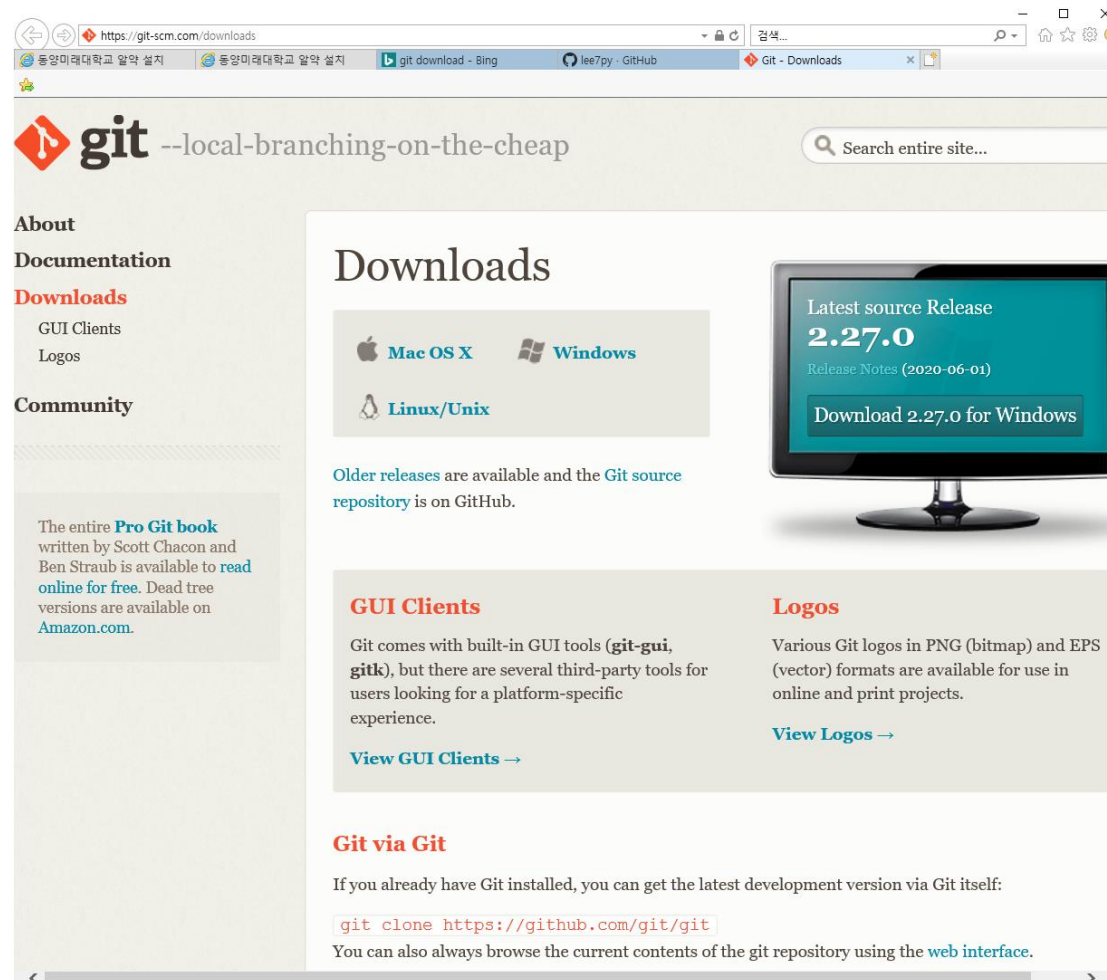 https://git-scm.com/downloads
검색...
동양미래대학교 알약 설치
동양미래대학교 알약 설치
git download - Bing
lee7py · GitHub
Git - Downloads
git --local-branching-on-the-cheap
Search entire site...
About
Documentation
Downloads
GUI Clients
Logos
Community
The entire Pro Git book
written by Scott Chacon and
Ben Straub is available to read
online for free. Dead tree
versions are available on
Amazon.com.
Downloads
Mac OS X
Windows
Linux/Unix
Older releases are available and the Git source
repository is on GitHub.
Latest source Release
2.27.0
Release Notes (2020-06-01)
Download 2.27.0 for Windows
GUI Clients
Git comes with built-in GUI tools (git-gui,
gitk), but there are several third-party tools for
users looking for a platform-specific
experience.
View GUI Clients →
Logos
Various Git logos in PNG (bitmap) and EPS
(vector) formats are available for use in
online and print projects.
View Logos →
Git via Git
If you already have Git installed, you can get the latest development version via Git itself:
git clone https://github.com/git/git
You can also always browse the current contents of the git repository using the web interface.